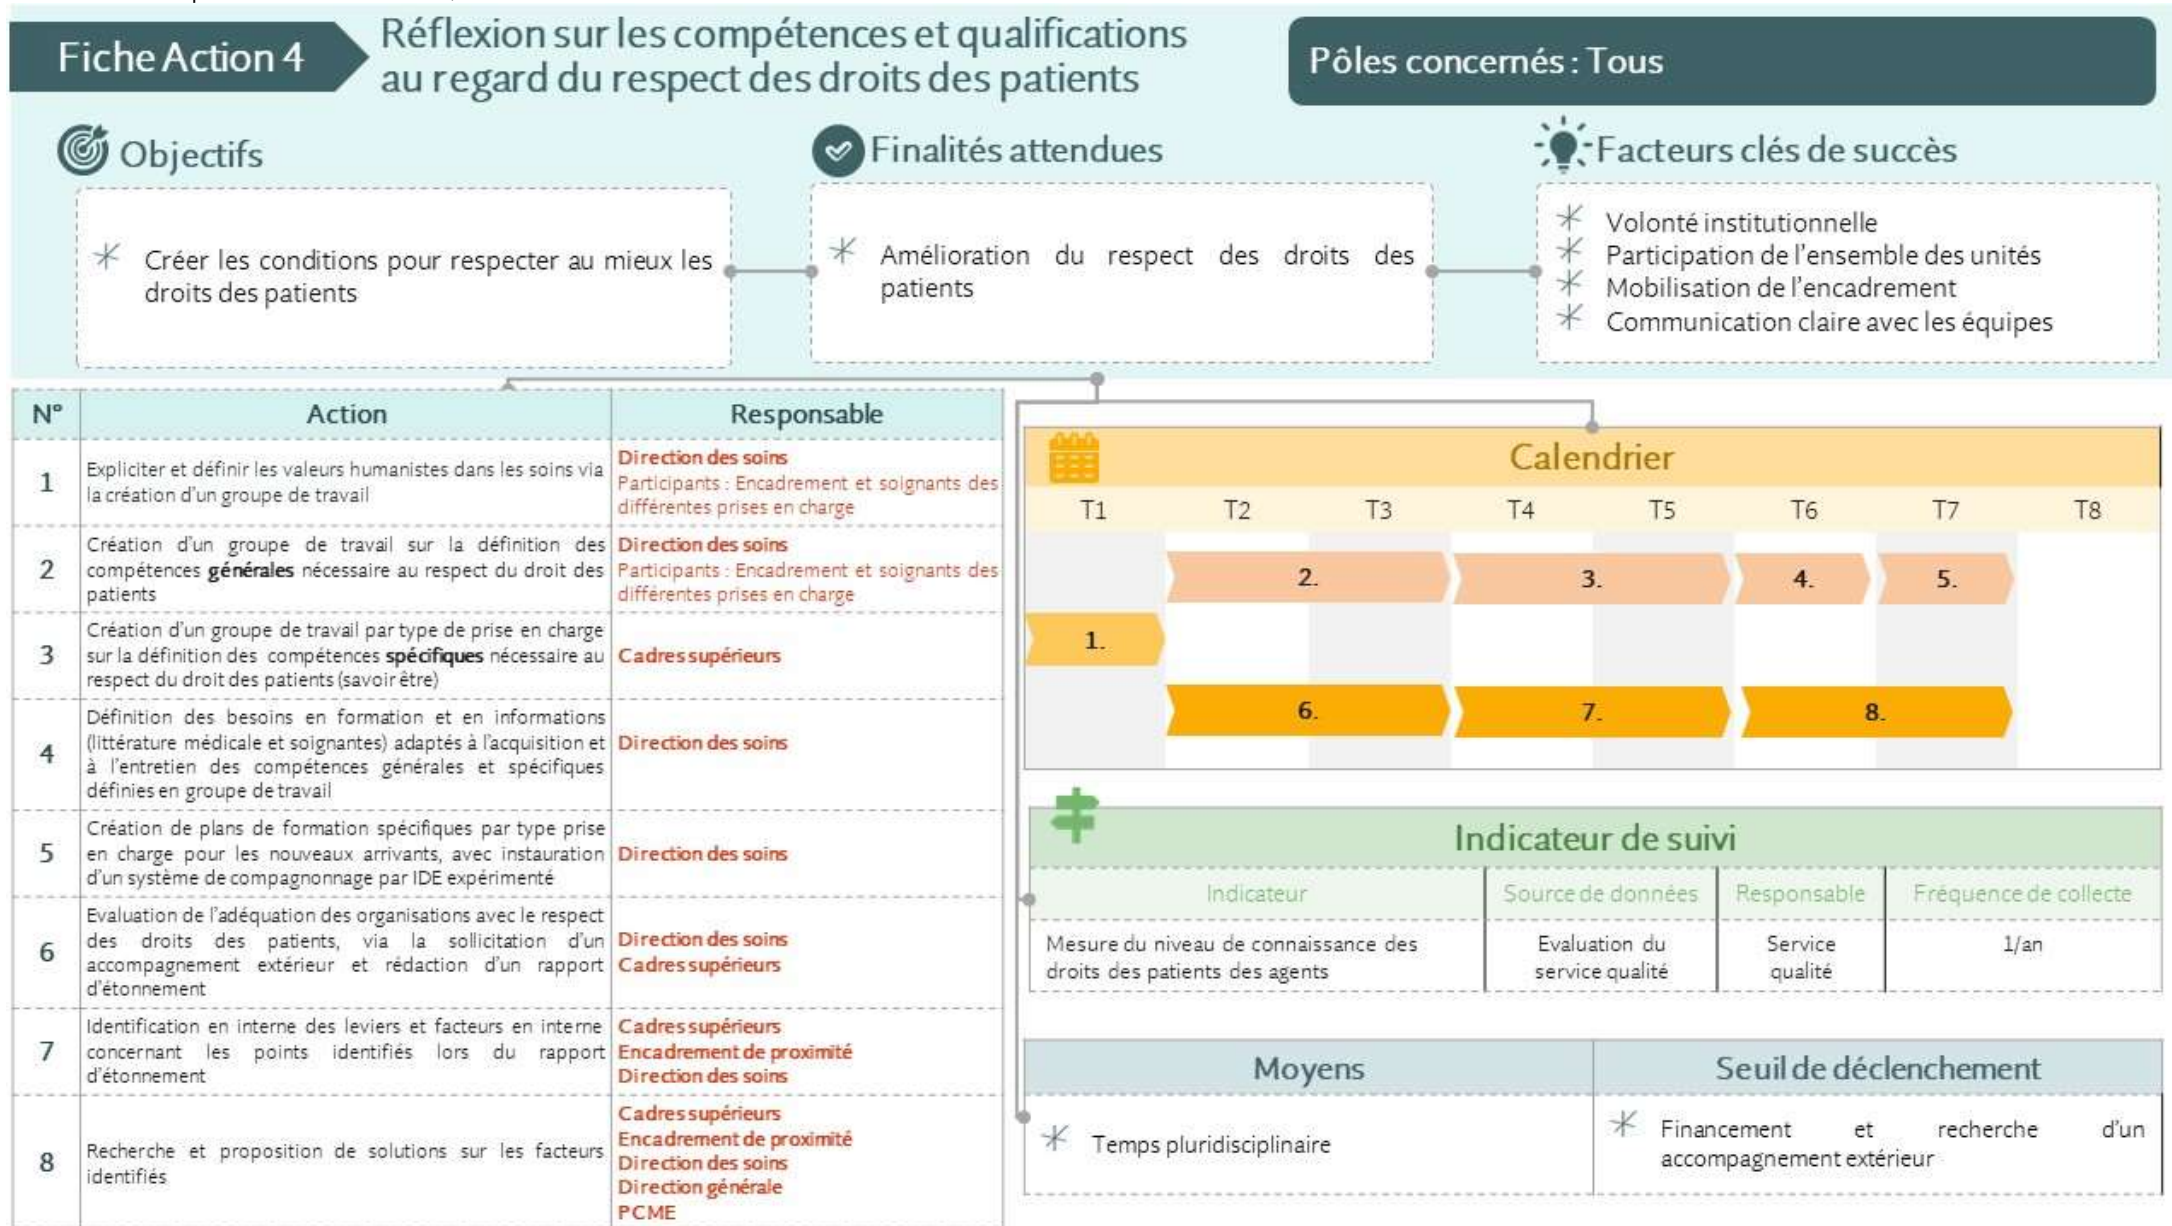 Fiche Action 4
Réflexion sur les compétences et qualifications
au regard du respect des droits des patients
Pôles concernés : Tous
Objectifs
Créer les conditions pour respecter au mieux les
droits des patients
Finalités attendues
Amélioration du respect des droits des
patients
Facteurs clés de succès
Volonté institutionnelle
Participation de l'ensemble des unités
Mobilisation de l'encadrement
Communication claire avec les équipes
N° Action Responsable
1
Expliciter et définir les valeurs humanistes dans les soins via
la création d'un groupe de travail
Direction des soins
Participants : Encadrement et soignants des
différentes prises en charge
2
Création d'un groupe de travail sur la définition des
compétences générales nécessaire au respect du droit des
patients
Direction des soins
Participants : Encadrement et soignants des
différentes prises en charge
3
Création d'un groupe de travail par type de prise en charge
sur la définition des compétences spécifiques nécessaire au
respect du droit des patients (savoir être)
Cadres supérieurs
4
Définition des besoins en formation et en informations
(littérature médicale et soignantes) adaptés à l'acquisition et
à l'entretien des compétences générales et spécifiques
définies en groupe de travail
Direction des soins
5
Création de plans de formation spécifiques par type prise
en charge pour les nouveaux arrivants, avec instauration
d'un système de compagnonnage par IDE expérimenté
Direction des soins
6
Evaluation de l'adéquation des organisations avec le respect
des droits des patients, via la sollicitation d'un
accompagnement extérieur et rédaction d'un rapport
d'étonnement
Direction des soins
Cadres supérieurs
7
Identification en interne des leviers et facteurs en interne
concernant les points identifiés lors du rapport
d'étonnement
Cadres supérieurs
Encadrement de proximité
Direction des soins
8
Recherche et proposition de solutions sur les facteurs
identifiés
Cadres supérieurs
Encadrement de proximité
Direction des soins
Direction générale
PCME
Calendrier
T1 T2 T3 T4 T5 T6 T7 T8
2. 3. 4. 5.
1.
6. 7. 8.
Indicateur de suivi
Indicateur Source de données Responsable Fréquence de collecte
Mesure du niveau de connaissance des
droits des patients des agents
Evaluation du
service qualité
Service
qualité
1/an
Moyens
Temps pluridisciplinaire
Seuil de déclenchement
Financement et recherche d'un
accompagnement extérieur